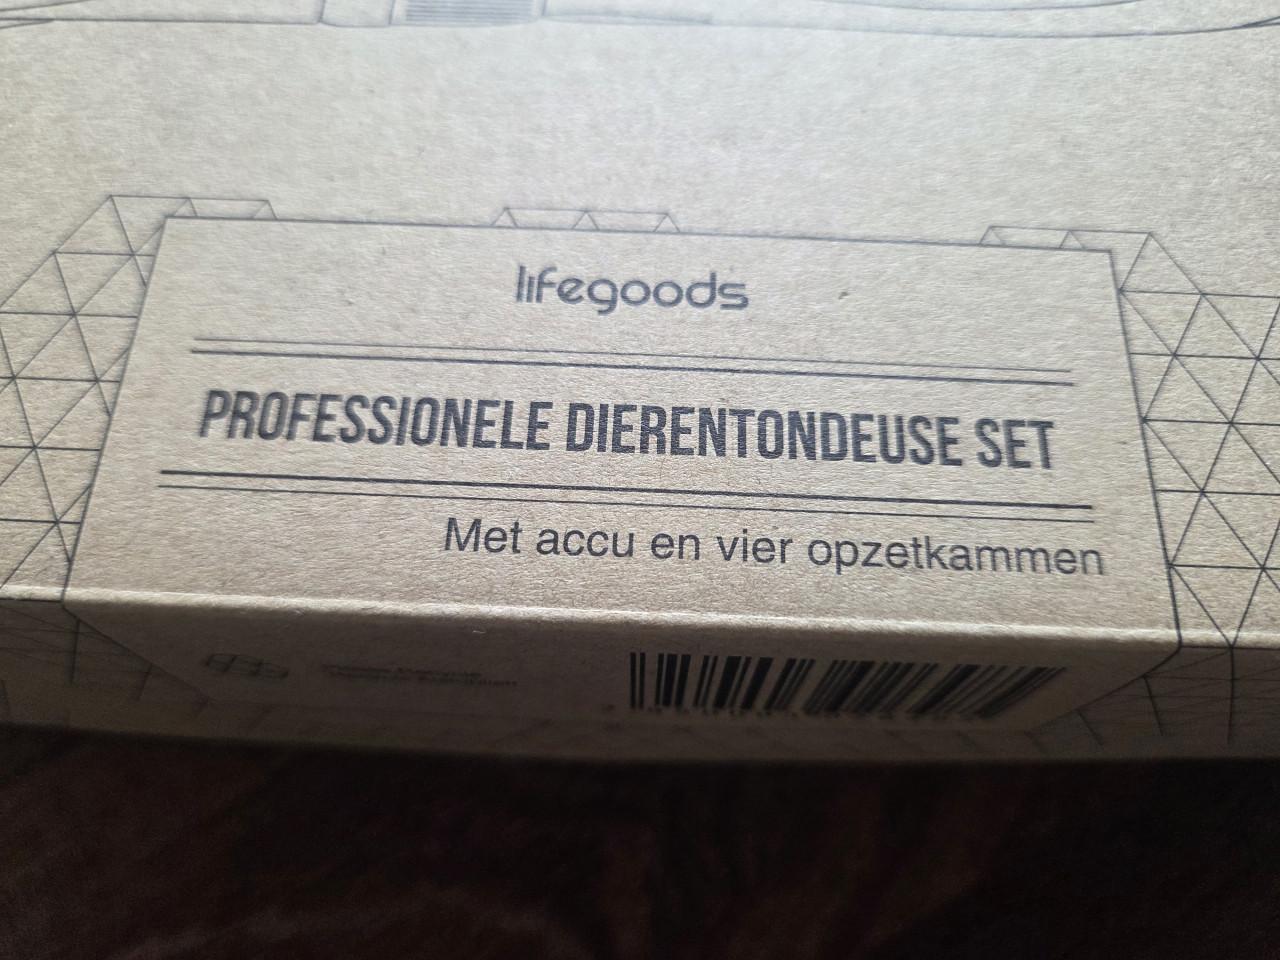 lifegoods
PROFESSIONELE DIERENTONDEUSE SET
Met accu en vier opzetkammen